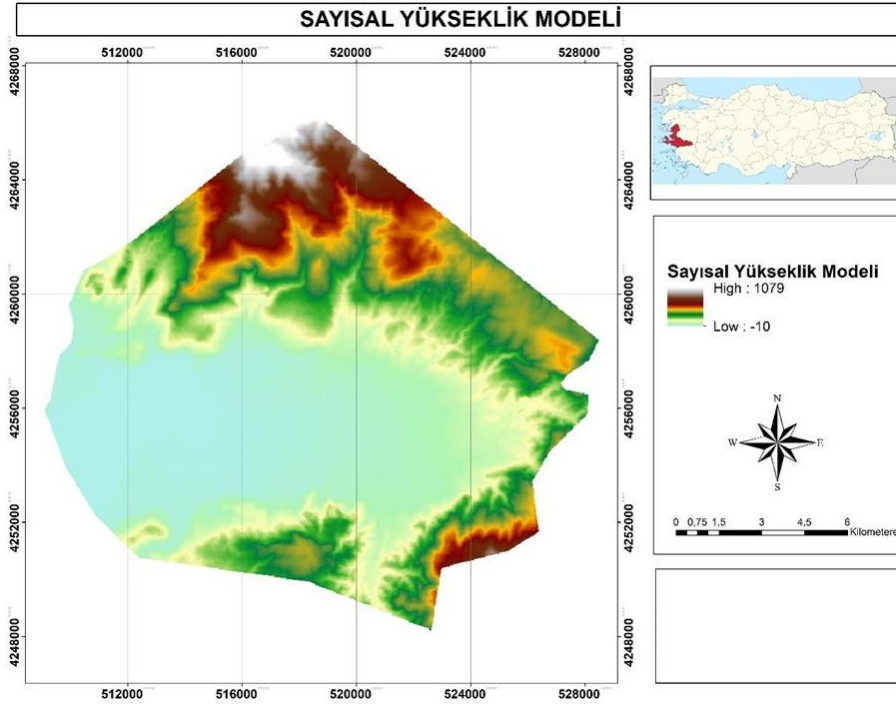 SAYISAL YÜKSEKLİK MODELİ
512000 516000 520000 524000 528000
4268000 4268000
4264000 4264000
4260000 4260000
4256000 4256000
4252000 4252000
4248000 4248000
512000 516000 520000 524000 528000
Sayısal Yükseklik Modeli
High : 1079
Low : -10
N
W E
S
0 0,75 1,5 3 4,5 6
Kilometere